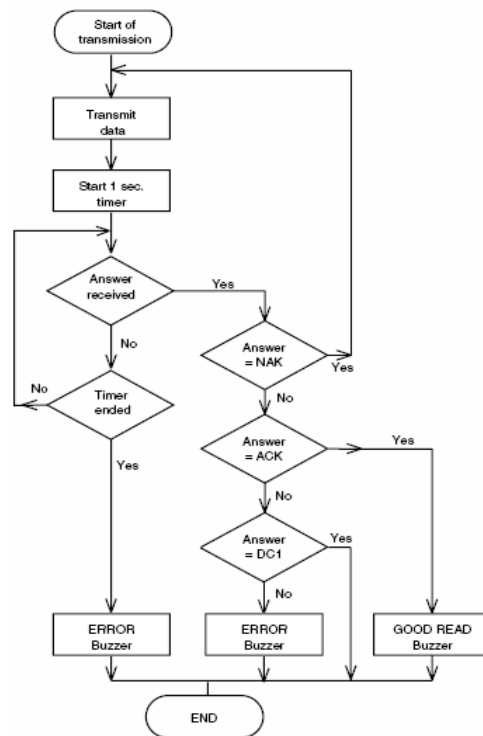 Start of
transmission
Transmit
data
Start 1 sec.
timer
Answer
received
Yes
No
Answer
= NAK
Yes
No
Timer
ended
No
Yes
Answer
= ACK
Yes
No
Answer
= DC1
Yes
No
ERROR
Buzzer
ERROR
Buzzer
GOOD READ
Buzzer
END